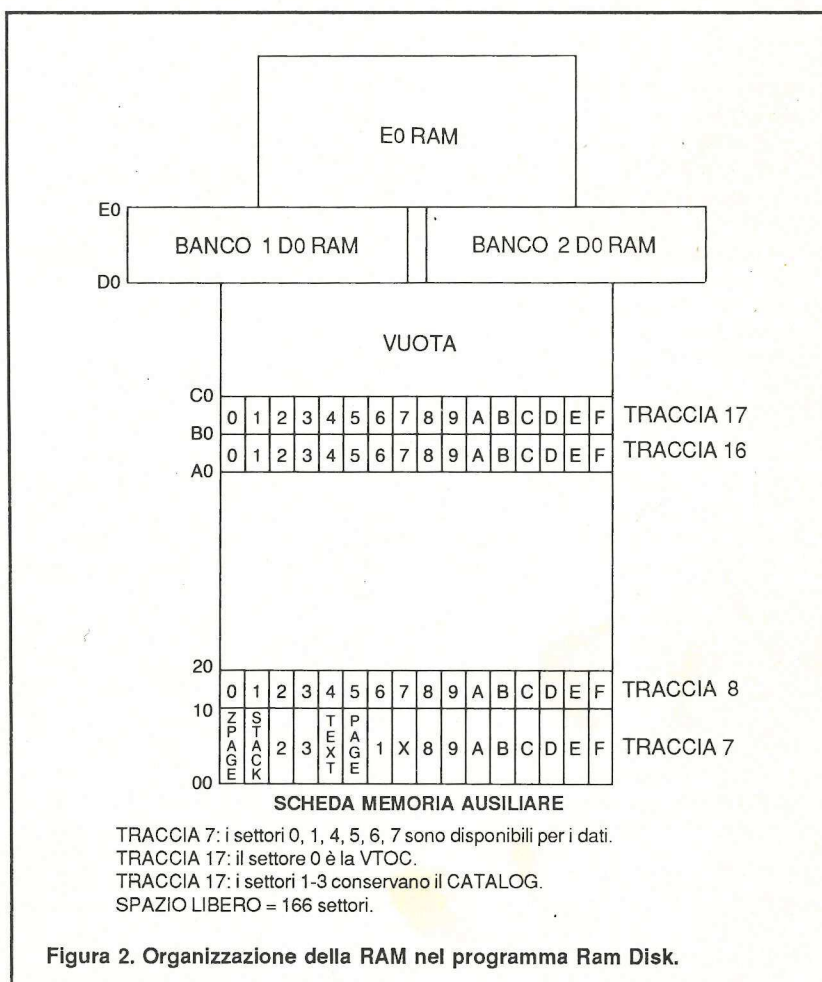 E0 RAM
E0
BANCO 1 D0 RAM
BANCO 2 D0 RAM
D0
VUOTA
C0
0 1 2 3 4 5 6 7 8 9 A B C D E F TRACCIA 17
B0
0 1 2 3 4 5 6 7 8 9 A B C D E F TRACCIA 16
A0
20
0 1 2 3 4 5 6 7 8 9 A B C D E F TRACCIA 8
10
ZPAGE STACK 2 3 TEXT PAGE 1 X 8 9 A B C D E F TRACCIA 7
00
SCHEDA MEMORIA AUSILIARE
TRACCIA 7: i settori 0, 1, 4, 5, 6, 7 sono disponibili per i dati.
TRACCIA 17: il settore 0 è la VTOC.
TRACCIA 17: i settori 1-3 conservano il CATALOG.
SPAZIO LIBERO = 166 settori.
Figura 2. Organizzazione della RAM nel programma Ram Disk.